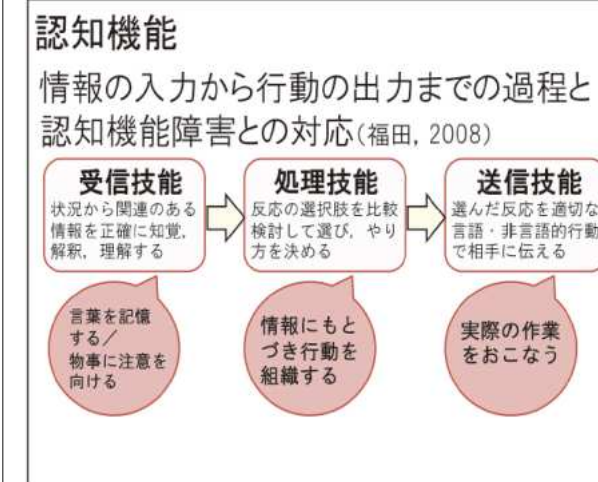 認知機能
情報の入力から行動の出力までの過程と
認知機能障害との対応(福田, 2008)
受信技能
状況から関連のある
情報を正確に知覚,
解釈, 理解する
処理技能
反応の選択肢を比較
検討して選び, やり
方を決める
送信技能
選んだ反応を適切な
言語・非言語的行動
で相手に伝える
言葉を記憶
する/
物事に注意を
向ける
情報にもと
づき行動を
組織する
実際の作業
をおこなう